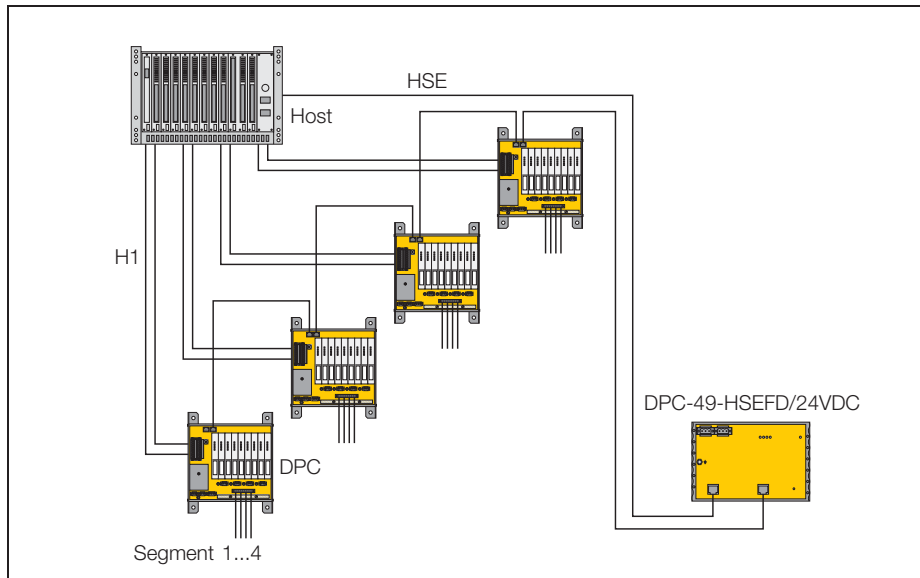 HSE
Host
H1
DPC-49-HSEFD/24VDC
DPC
Segment 1...4